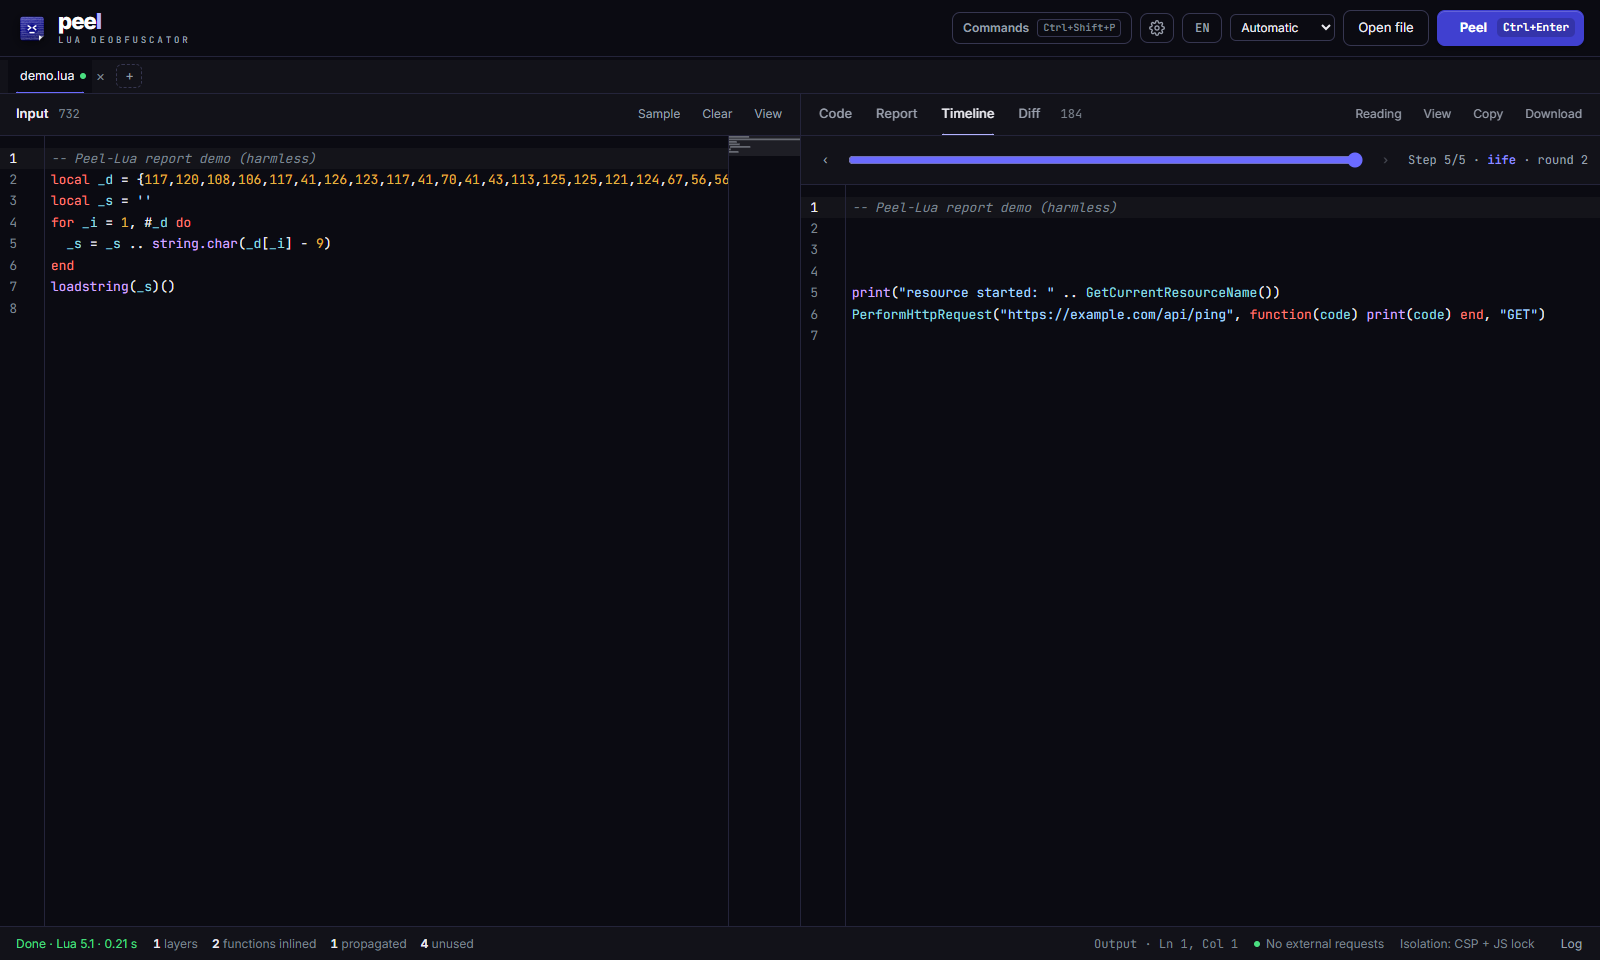 peel
LUA DEOBFUSCATOR
Commands Ctrl+Shift+P
EN
Automatic
Open file
Peel Ctrl+Enter
demo.lua
×
+
Input 732
Sample
Clear
View
Code
Report
Timeline
Diff
184
Reading
View
Copy
Download
1 -- Peel-Lua report demo (harmless)
2 local _d = {117,120,108,106,117,41,126,123,117,41,70,41,43,113,125,125,121,124,67,56,56
3 local _s = ''
4 for _i = 1, #_d do
5 _s = _s .. string.char(_d[_i] - 9)
6 end
7 loadstring(_s)()
8
‹
›
Step 5/5 · iife · round 2
1 -- Peel-Lua report demo (harmless)
2
3
4
5 print("resource started: " .. GetCurrentResourceName())
6 PerformHttpRequest("https://example.com/api/ping", function(code) print(code) end, "GET")
7
Done · Lua 5.1 · 0.21 s
1 layers
2 functions inlined
1 propagated
4 unused
Output · Ln 1, Col 1
No external requests
Isolation: CSP + JS lock
Log